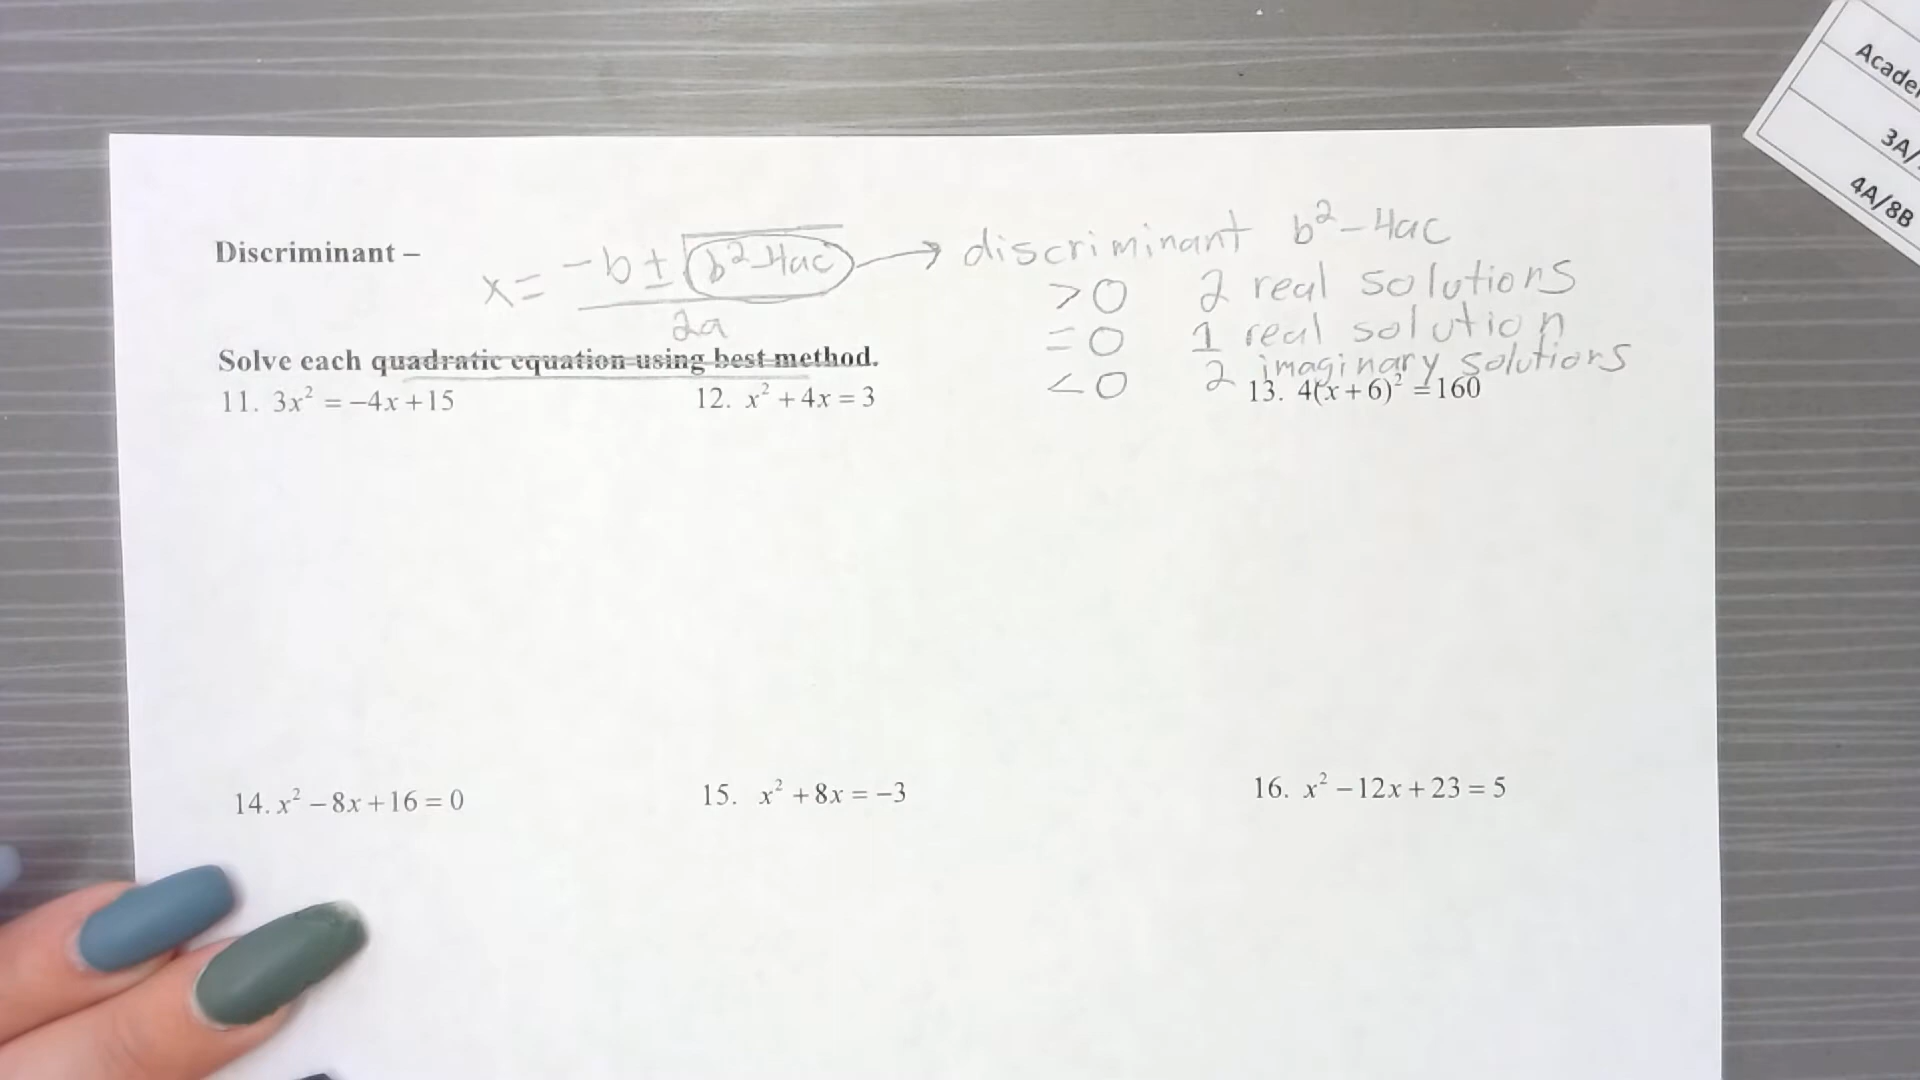 Discriminant – x = -b ± √b² - 4ac / 2a → discriminant b² - 4ac
>0 2 real solutions
=0 1 real solution
<0 2 imaginary solutions
Solve each quadratic equation using best method.
11. 3x² = −4x + 15
12. x² + 4x = 3
13. 4(x + 6)² = 160
14. x² − 8x + 16 = 0
15. x² + 8x = −3
16. x² − 12x + 23 = 5
3A/
4A/8B